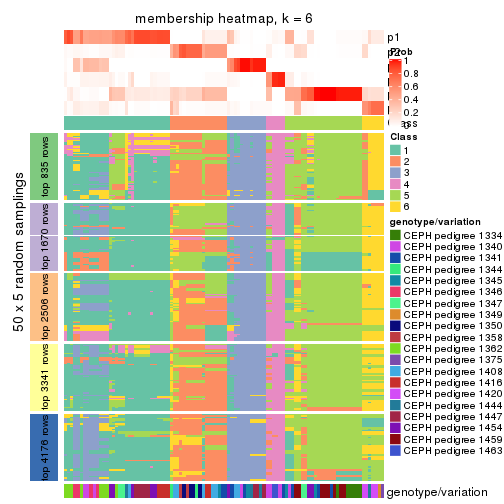 membership heatmap, k = 6
p1
Prob
1
0.8
0.6
0.4
0.2
0
Class
1
2
3
4
5
6
genotype/variation
CEPH pedigree 1334
CEPH pedigree 1340
CEPH pedigree 1341
CEPH pedigree 1344
CEPH pedigree 1345
CEPH pedigree 1346
CEPH pedigree 1347
CEPH pedigree 1349
CEPH pedigree 1350
CEPH pedigree 1358
CEPH pedigree 1362
CEPH pedigree 1375
CEPH pedigree 1408
CEPH pedigree 1416
CEPH pedigree 1420
CEPH pedigree 1444
CEPH pedigree 1447
CEPH pedigree 1454
CEPH pedigree 1459
CEPH pedigree 1463
50 x 5 random samplings
top 835 rows
top 1670 rows
top 2506 rows
top 3341 rows
top 4176 rows
genotype/variation